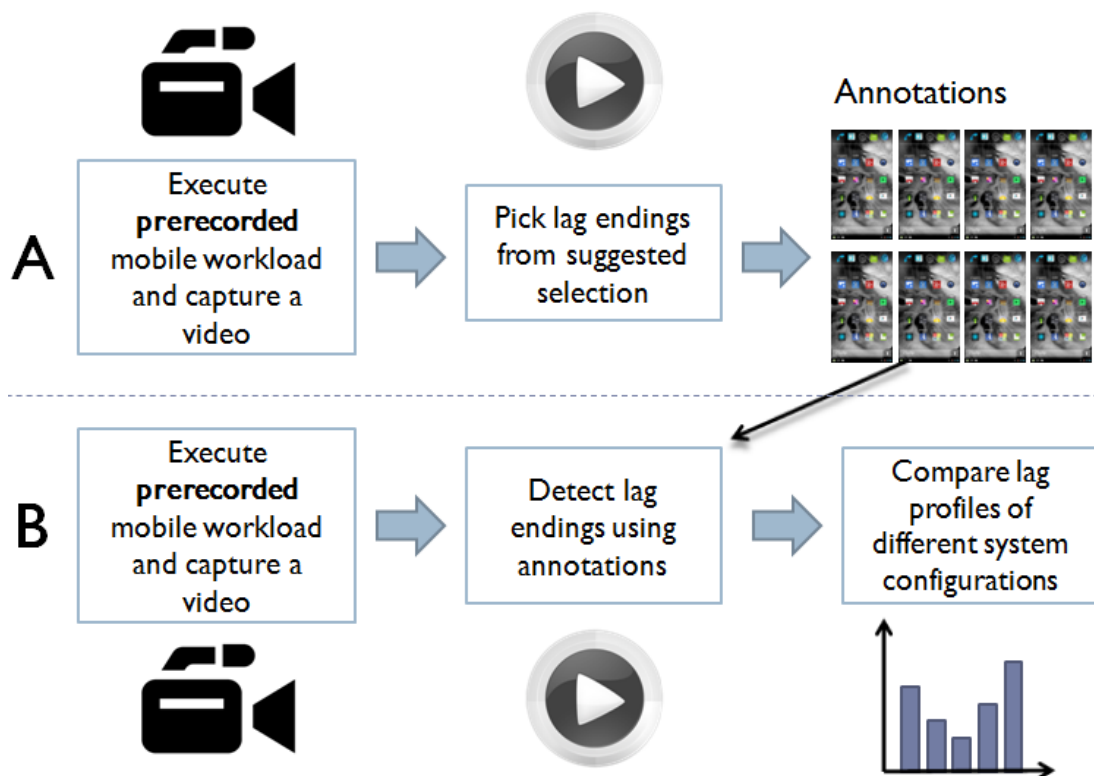 Annotations
A
Execute
prerecorded
mobile workload
and capture a
video
Pick lag endings
from suggested
selection
B
Execute
prerecorded
mobile workload
and capture a
video
Detect lag
endings using
annotations
Compare lag
profiles of
different system
configurations